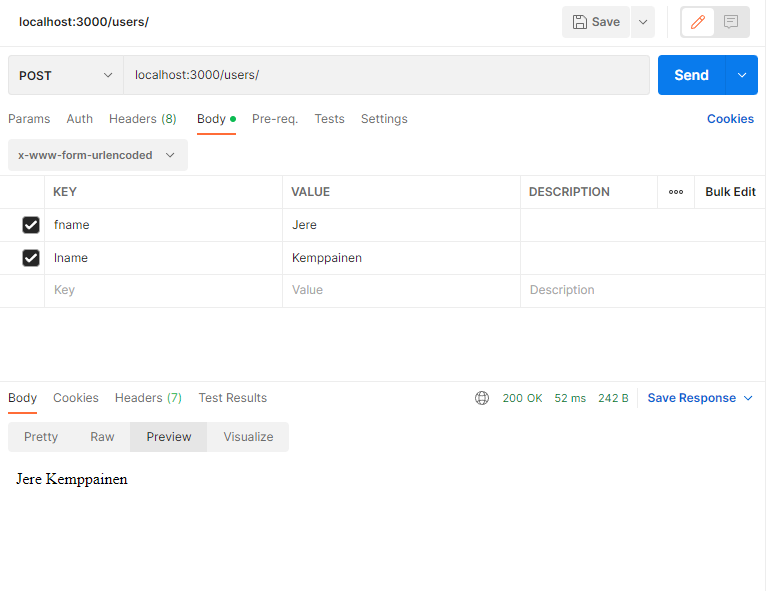 localhost:3000/users/ Save
POST localhost:3000/users/ Send
Params Auth Headers (8) Body Pre-req. Tests Settings Cookies
x-www-form-urlencoded
KEY VALUE DESCRIPTION ooo Bulk Edit
fname Jere
lname Kemppainen
Key Value Description
Body Cookies Headers (7) Test Results 200 OK 52 ms 242 B Save Response
Pretty Raw Preview Visualize
Jere Kemppainen